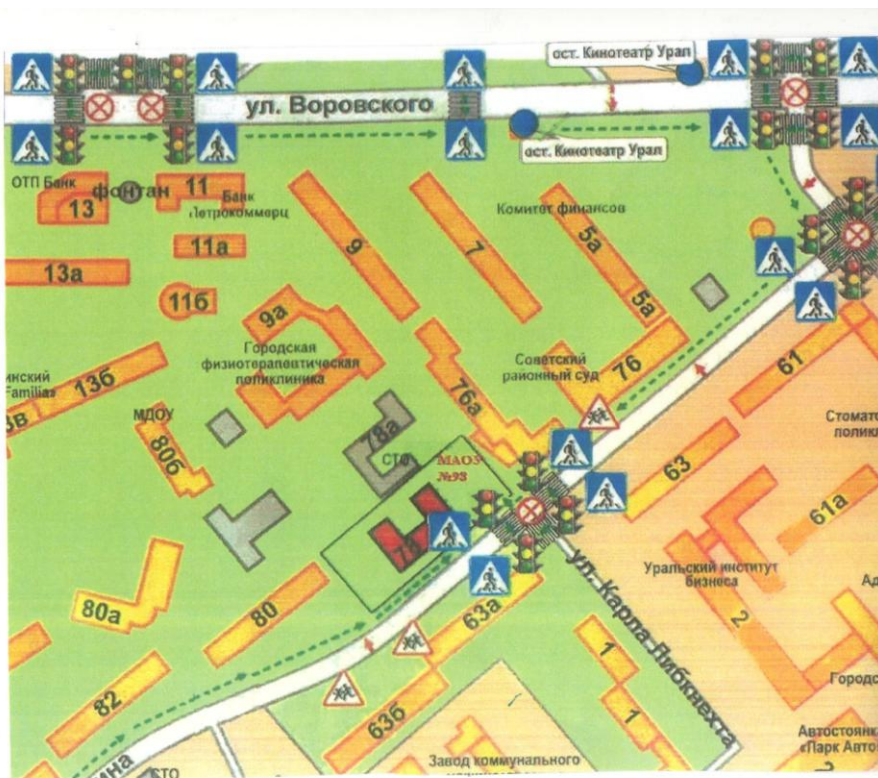 ост. Кинотеатр Урал
ул. Воровского
ост. Кинотеатр Урал
ОТП Банк
фонтан
11
Банк
Петрокоммерц
13
Комитет финансов
9
7
5а
11а
13а
11б
9а
5а
Городская
физиотерапевтическая
поликлиника
Советский
районный суд
76
61
13б
76а
МДОУ
80б
78а
СТО
МАОУ
№98
63
61а
78
Уральский институт
бизнеса
ул. Карла Либкнехта
80а
80
63а
2
1
82
63б
1
Автостоянка
«Парк Авто
СТО
Завод коммунального